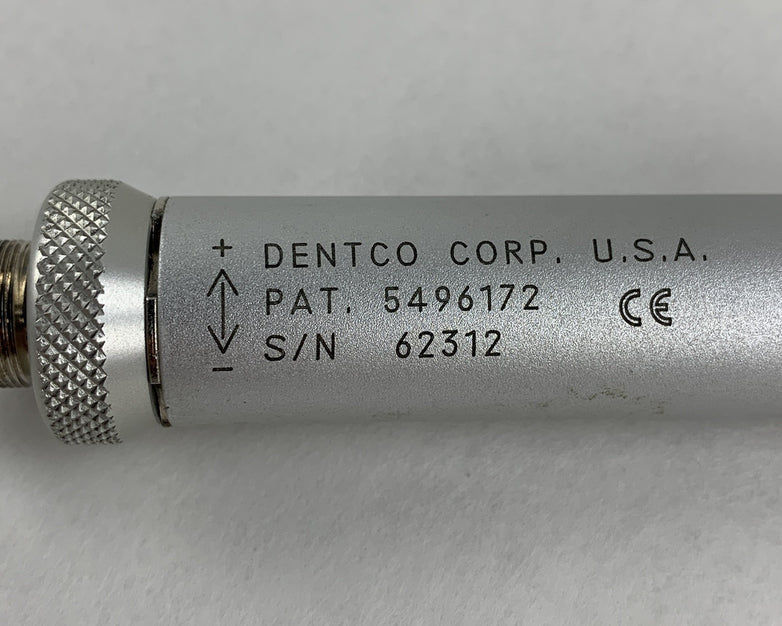 + DENTCO CORP. U.S.A.
PAT. 5496172 CE
- S/N 62312